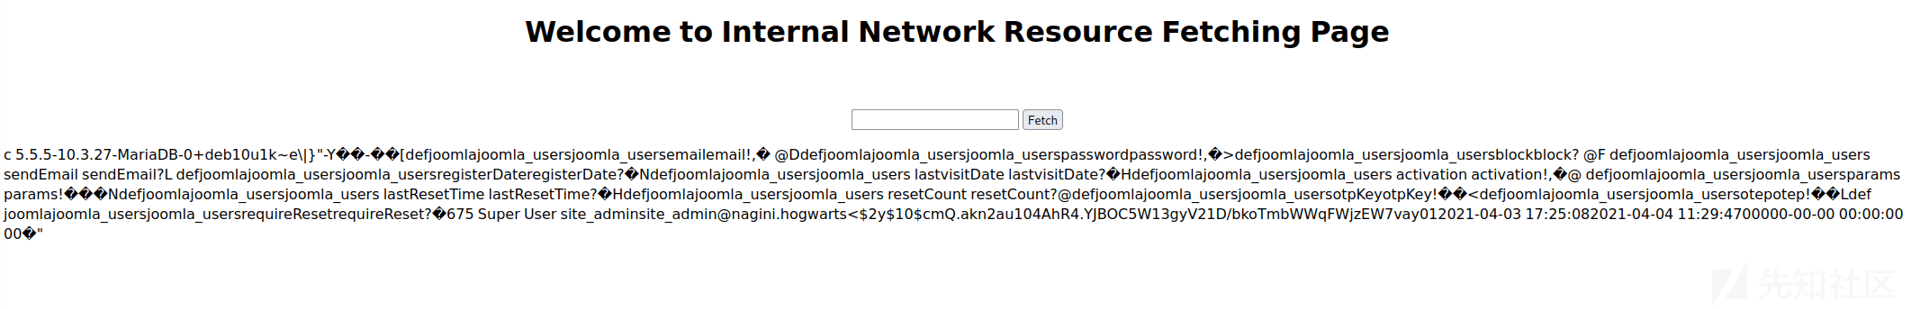 Welcome to Internal Network Resource Fetching Page
Fetch
c 5.5.5-10.3.27-MariaDB-0+deb10u1k~e\|}"-Y��-��[defjoomlajoomla_usersjoomla_usersemailemail!,� @Ddefjoomlajoomla_usersjoomla_userspasswordpassword!,�>defjoomlajoomla_usersjoomla_usersblockblock? @F defjoomlajoomla_usersjoomla_users
sendEmail sendEmail?L defjoomlajoomla_usersjoomla_usersregisterDateregisterDate?�Ndefjoomlajoomla_usersjoomla_users lastvisitDate lastvisitDate?�Hdefjoomlajoomla_usersjoomla_users activation activation!,�@ defjoomlajoomla_usersjoomla_usersparams
params!���Ndefjoomlajoomla_usersjoomla_users lastResetTime lastResetTime?�Hdefjoomlajoomla_usersjoomla_users resetCount resetCount?@defjoomlajoomla_usersjoomla_usersotpKeyotpKey!��<defjoomlajoomla_usersjoomla_usersotepotep!��Ldef
joomlajoomla_usersjoomla_usersrequireResetrequireReset?�675 Super User site_adminsite_admin@nagini.hogwarts<$2y$10$cmQ.akn2au104AhR4.YJBOC5W13gyV21D/bkoTmbWWqFWjzEW7vay012021-04-03 17:25:082021-04-04 11:29:4700000-00-00 00:00:00
00�"
先知社区